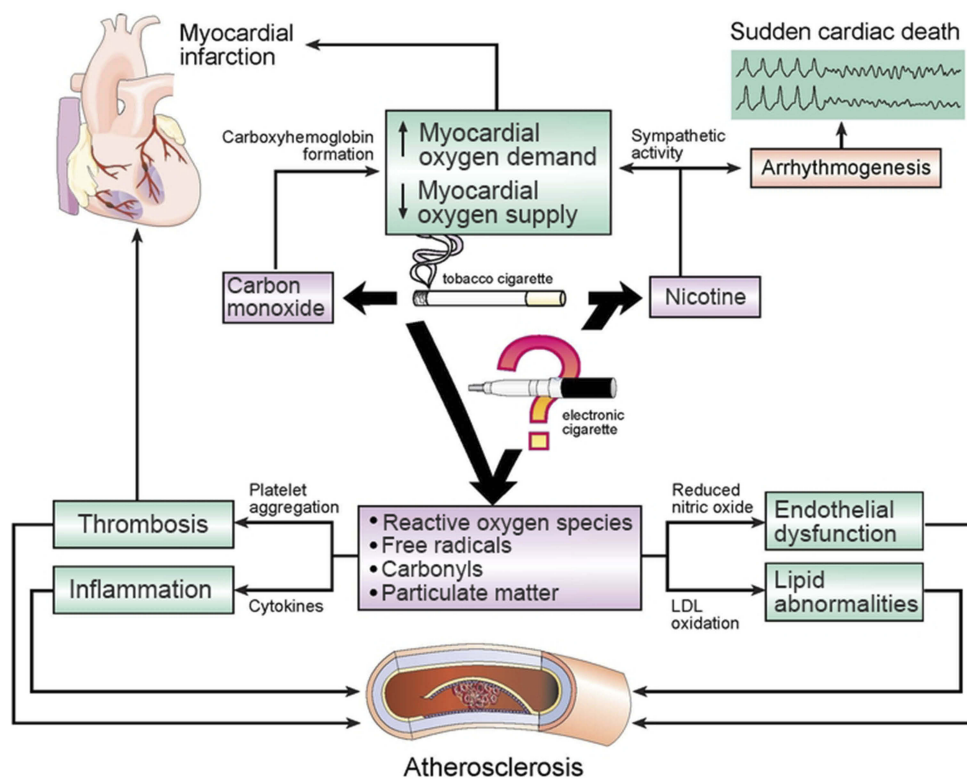 Myocardial
infarction
Sudden cardiac death
Carboxyhemoglobin
formation
↑ Myocardial
oxygen demand
↓ Myocardial
oxygen supply
Sympathetic
activity
Arrhythmogenesis
Carbon
monoxide
tobacco cigarette
Nicotine
?
electronic
cigarette
Thrombosis
Platelet
aggregation
Inflammation
Cytokines
• Reactive oxygen species
• Free radicals
• Carbonyls
• Particulate matter
Reduced
nitric oxide
Endothelial
dysfunction
LDL
oxidation
Lipid
abnormalities
Atherosclerosis